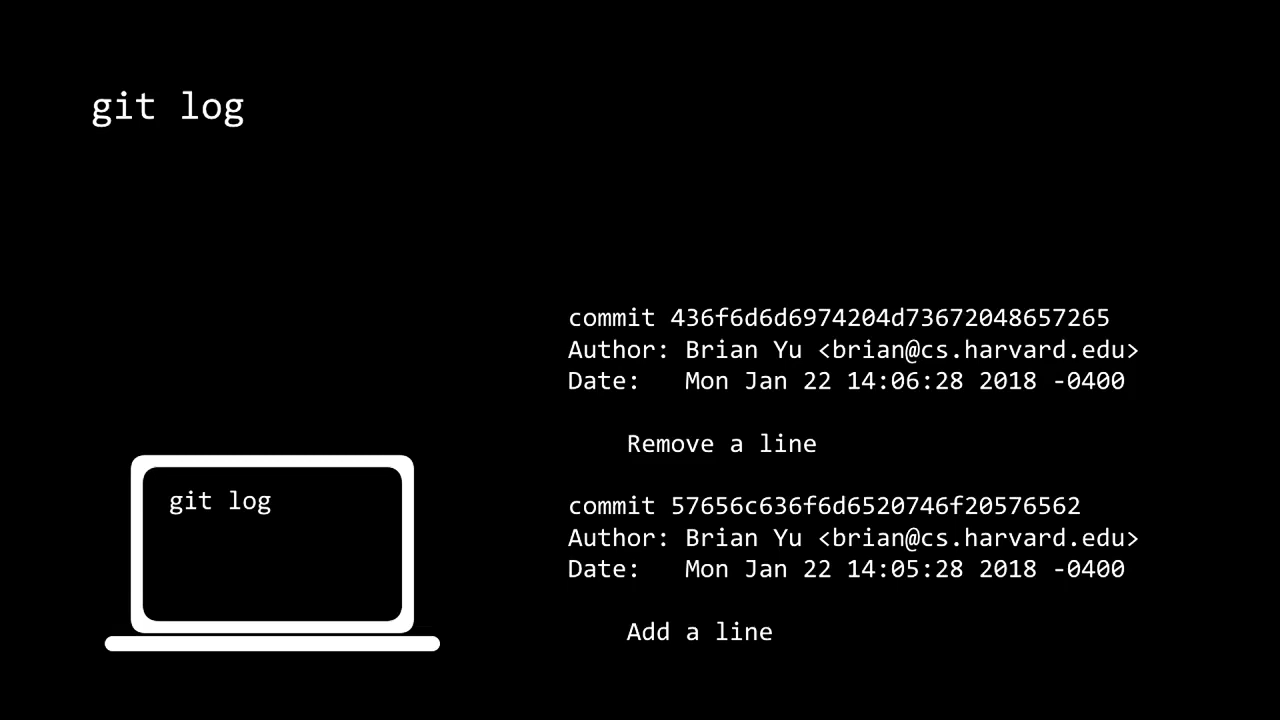 git log
commit 436f6d6d6974204d73672048657265
Author: Brian Yu <brian@cs.harvard.edu>
Date:   Mon Jan 22 14:06:28 2018 -0400
Remove a line
commit 57656c636f6d6520746f20576562
Author: Brian Yu <brian@cs.harvard.edu>
Date:   Mon Jan 22 14:05:28 2018 -0400
Add a line
git log